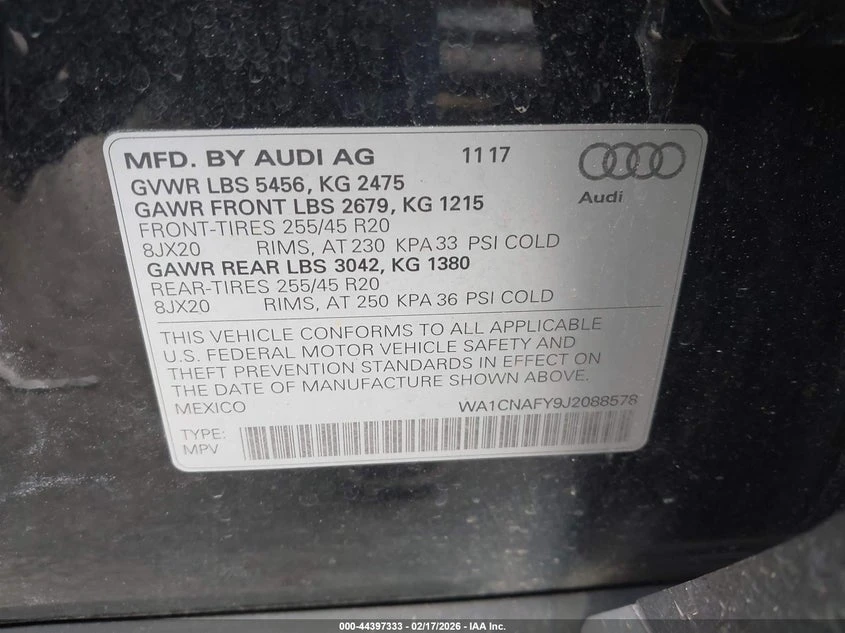 MFD. BY AUDI AG 11 17
GVWR LBS 5456, KG 2475
GAWR FRONT LBS 2679, KG 1215
Audi
FRONT-TIRES 255/45 R20
8JX20 RIMS, AT 230 KPA 33 PSI COLD
GAWR REAR LBS 3042, KG 1380
REAR-TIRES 255/45 R20
8JX20 RIMS, AT 250 KPA 36 PSI COLD
THIS VEHICLE CONFORMS TO ALL APPLICABLE
U.S. FEDERAL MOTOR VEHICLE SAFETY AND
THEFT PREVENTION STANDARDS IN EFFECT ON
THE DATE OF MANUFACTURE SHOWN ABOVE.
MEXICO WA1CNAFY9J2088578
TYPE:
MPV
000-44397333 - 02/17/2026 - IAA Inc.